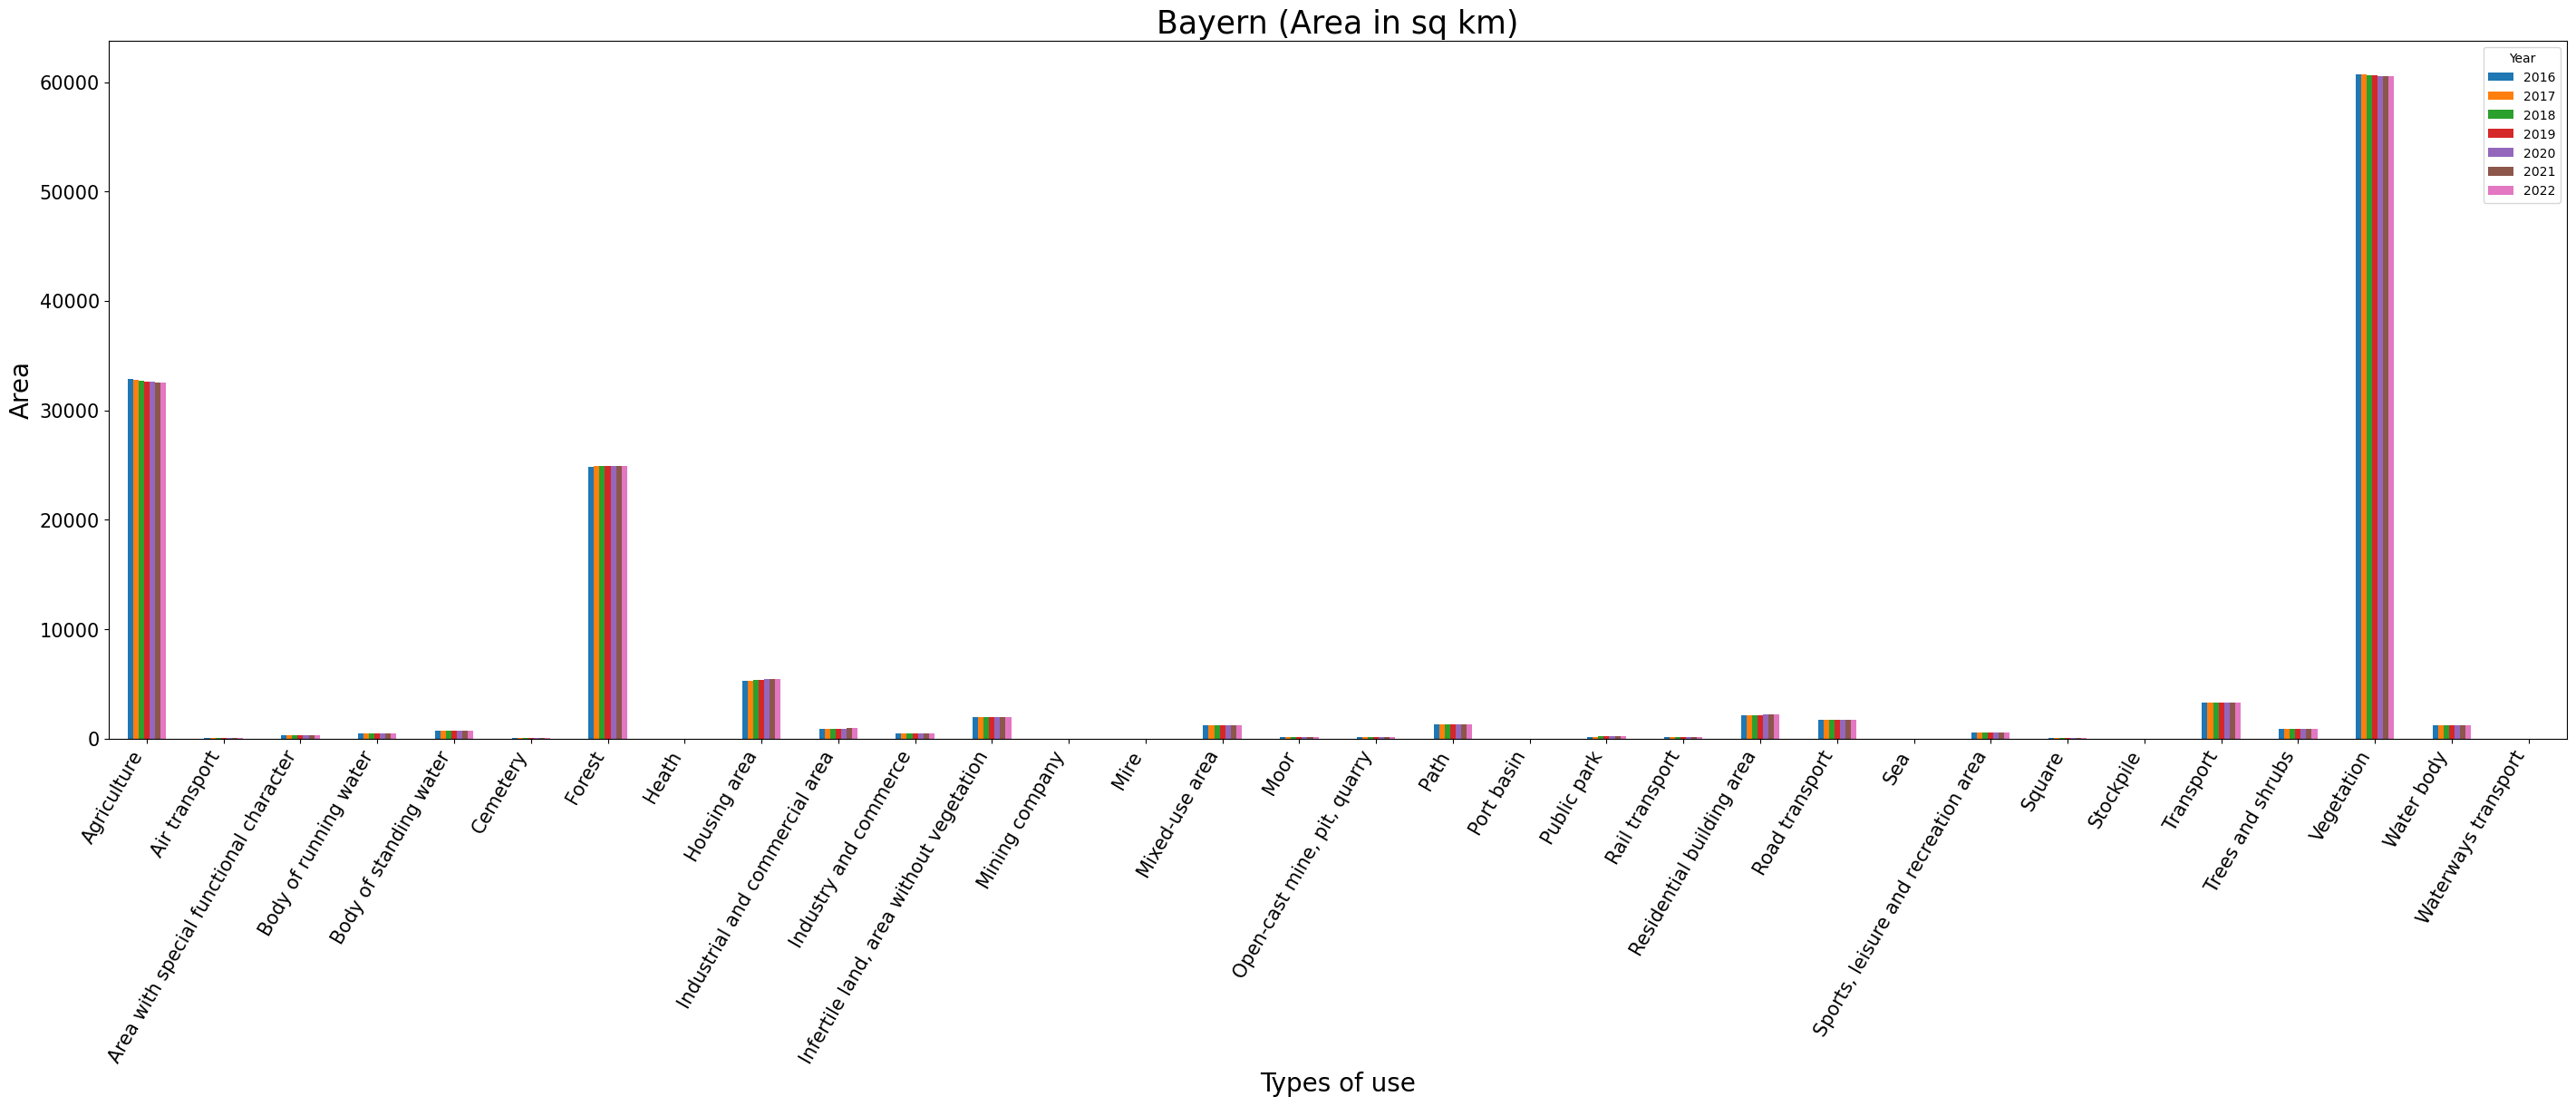 Bayern (Area in sq km)
Year
2016
2017
2018
2019
2020
2021
2022
60000
50000
40000
30000
20000
10000
0
Area
Agriculture
Air transport
Area with special functional character
Body of running water
Body of standing water
Cemetery
Forest
Heath
Housing area
Industrial and commercial area
Industry and commerce
Infertile land, area without vegetation
Mining company
Mire
Mixed-use area
Moor
Open-cast mine, pit, quarry
Path
Port basin
Public park
Rail transport
Residential building area
Road transport
Sea
Sports, leisure and recreation area
Square
Stockpile
Transport
Trees and shrubs
Vegetation
Water body
Waterways transport
Types of use